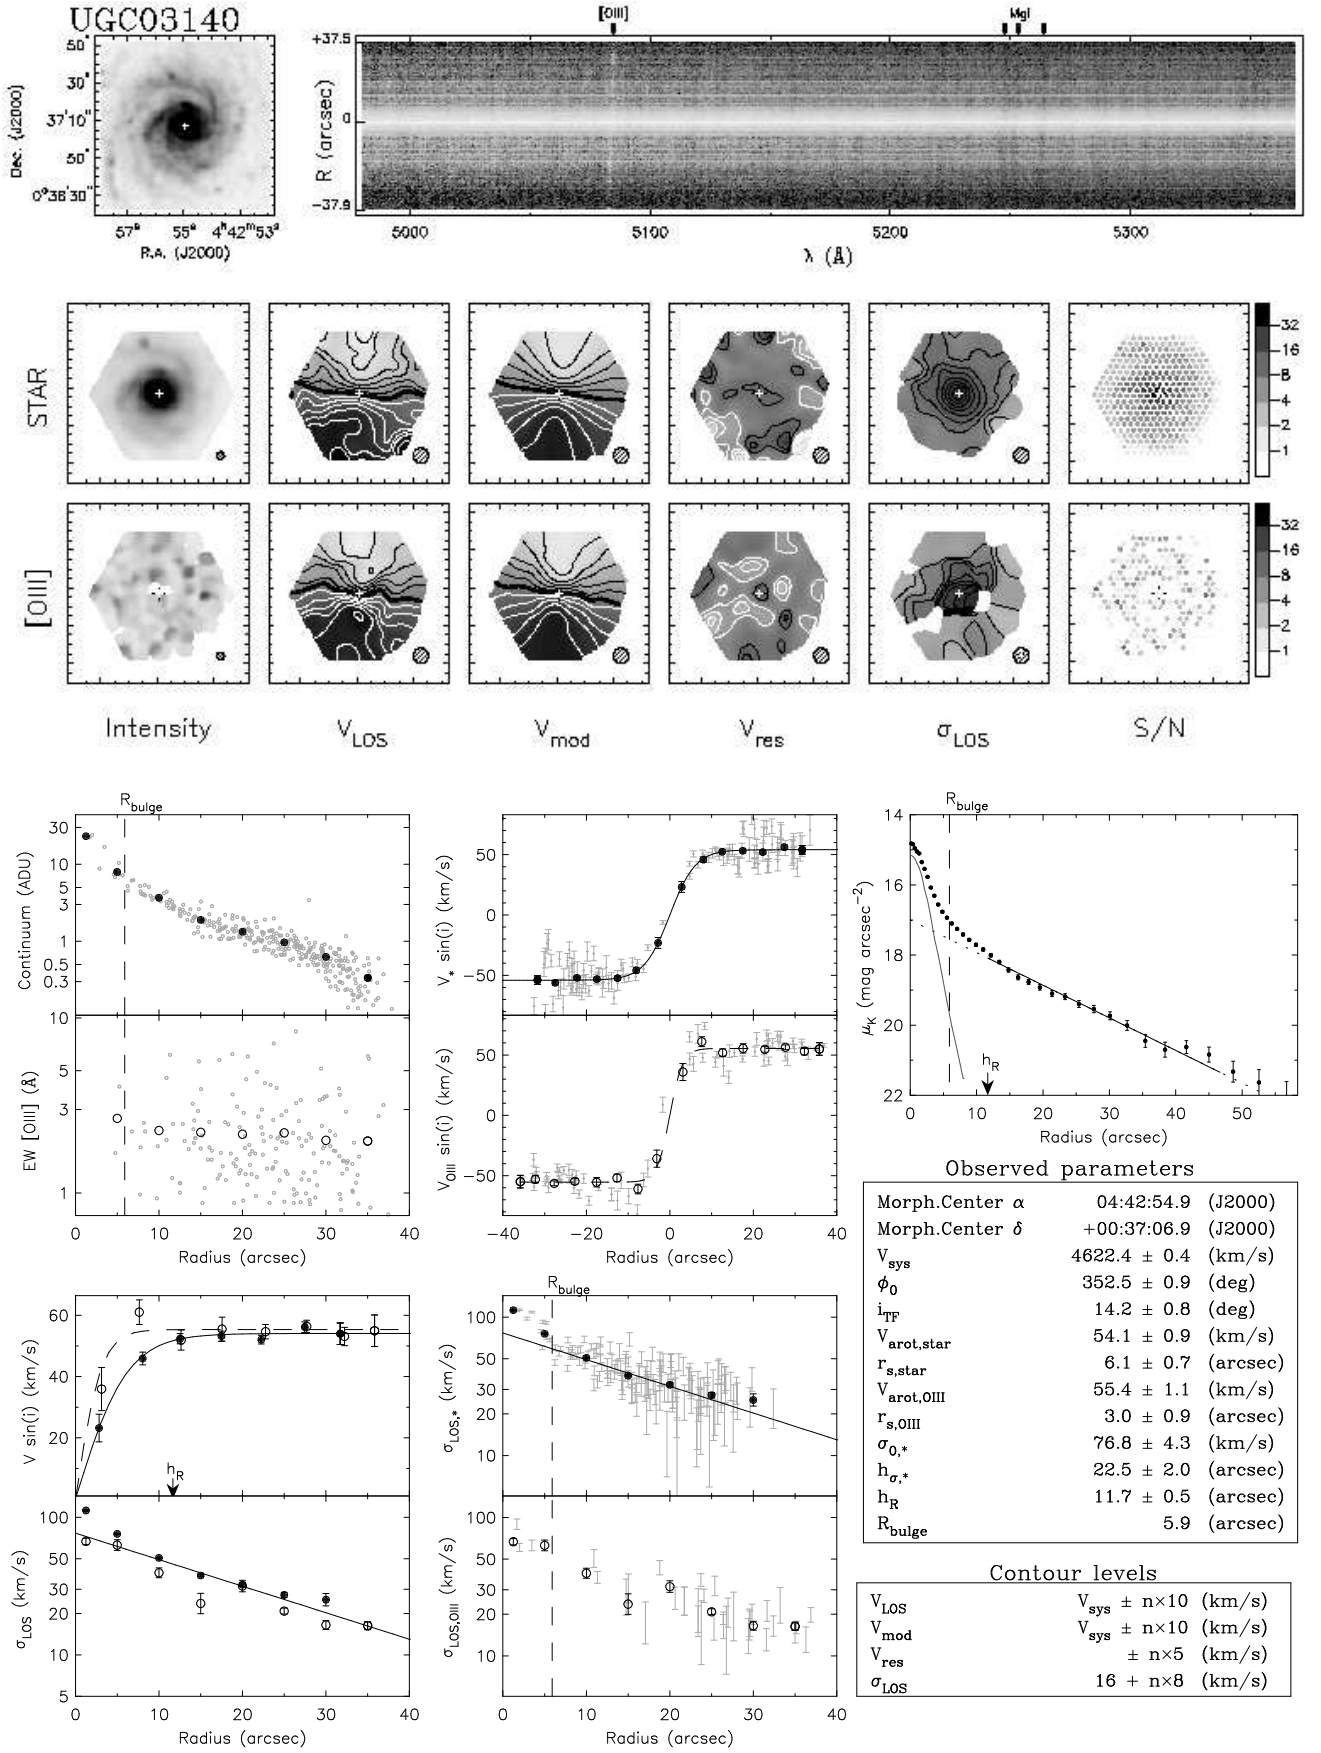 UGC03140
[OIII]
MgI
50"
30"
37'10"
50"
0°36'30"
Dec. (J2000)
57s 55s 4h42m53s
R.A. (J2000)
+37.5
0
−37.9
R (arcsec)
5000 5100 5200 5300
λ (Å)
STAR
32
16
8
4
2
1
[OIII]
32
16
8
4
2
1
Intensity VLOS Vmod Vres σLOS S/N
Rbulge
30
10
5
3
1
0.5
0.3
Continuum (ADU)
10
5
3
1
EW [OIII] (Å)
0 10 20 30 40
Radius (arcsec)
50
0
−50
V* sin(i) (km/s)
50
0
−50
VOIII sin(i) (km/s)
−40 −20 0 20 40
Radius (arcsec)
Rbulge
14
16
18
20
22
μK (mag arcsec−2)
hR
0 10 20 30 40 50
Radius (arcsec)
60
40
20
V sin(i) (km/s)
hR
100
50
30
20
10
5
σLOS (km/s)
0 10 20 30 40
Radius (arcsec)
Rbulge
100
50
30
20
10
σLOS,* (km/s)
100
50
30
20
10
5
σLOS,OIII (km/s)
0 10 20 30 40
Radius (arcsec)
Observed parameters
Morph.Center α 04:42:54.9 (J2000)
Morph.Center δ +00:37:06.9 (J2000)
Vsys 4622.4 ± 0.4 (km/s)
ϕ0 352.5 ± 0.9 (deg)
iTF 14.2 ± 0.8 (deg)
Varot,star 54.1 ± 0.9 (km/s)
rs,star 6.1 ± 0.7 (arcsec)
Varot,OIII 55.4 ± 1.1 (km/s)
rs,OIII 3.0 ± 0.9 (arcsec)
σ0,* 76.8 ± 4.3 (km/s)
hσ,* 22.5 ± 2.0 (arcsec)
hR 11.7 ± 0.5 (arcsec)
Rbulge 5.9 (arcsec)
Contour levels
VLOS Vsys ± n×10 (km/s)
Vmod Vsys ± n×10 (km/s)
Vres ± n×5 (km/s)
σLOS 16 + n×8 (km/s)